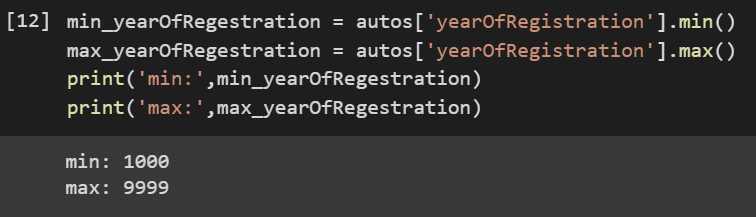 [12] min_yearOfRegestration = autos['yearOfRegistration'].min()
max_yearOfRegestration = autos['yearOfRegistration'].max()
print('min:',min_yearOfRegestration)
print('max:',max_yearOfRegestration)
min: 1000
max: 9999